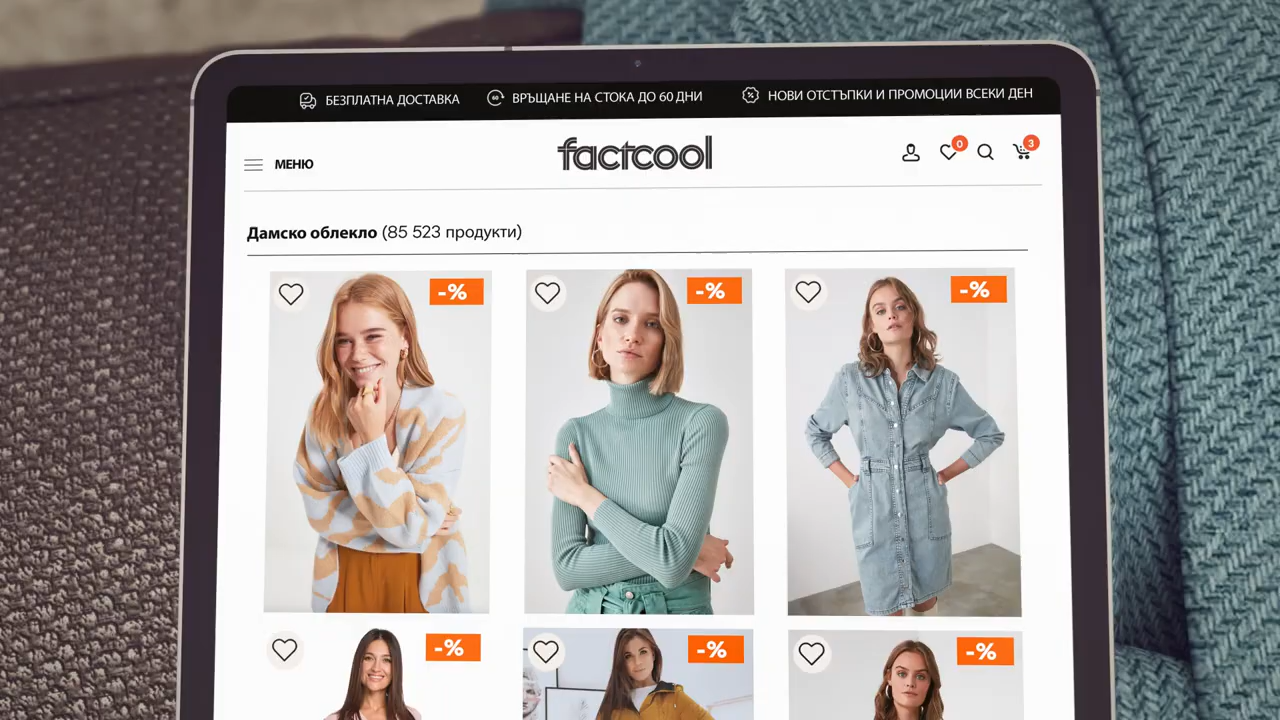 БЕЗПЛАТНА ДОСТАВКА
60 ВРЪЩАНЕ НА СТОКА ДО 60 ДНИ
% НОВИ ОТСТЪПКИ И ПРОМОЦИИ ВСЕКИ ДЕН
МЕНЮ
factcool
0
3
Дамско облекло (85 523 продукти)
-%
-%
-%
-%
-%
-%